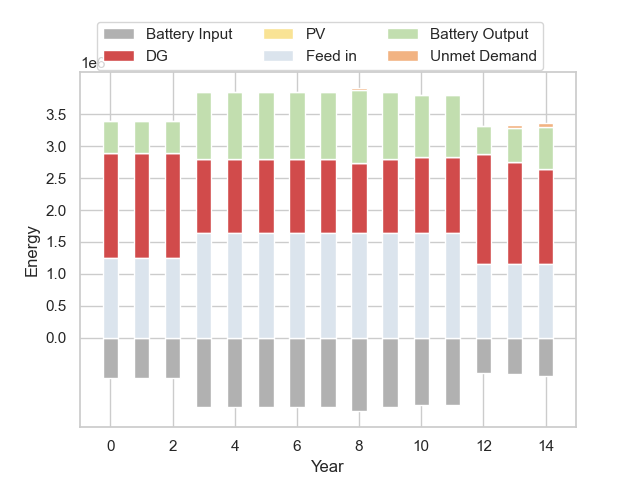 Battery Input PV Battery Output
DG Feed in Unmet Demand
1e6
3.5
3.0
2.5
2.0
1.5
1.0
0.5
0.0
Energy
0 2 4 6 8 10 12 14
Year